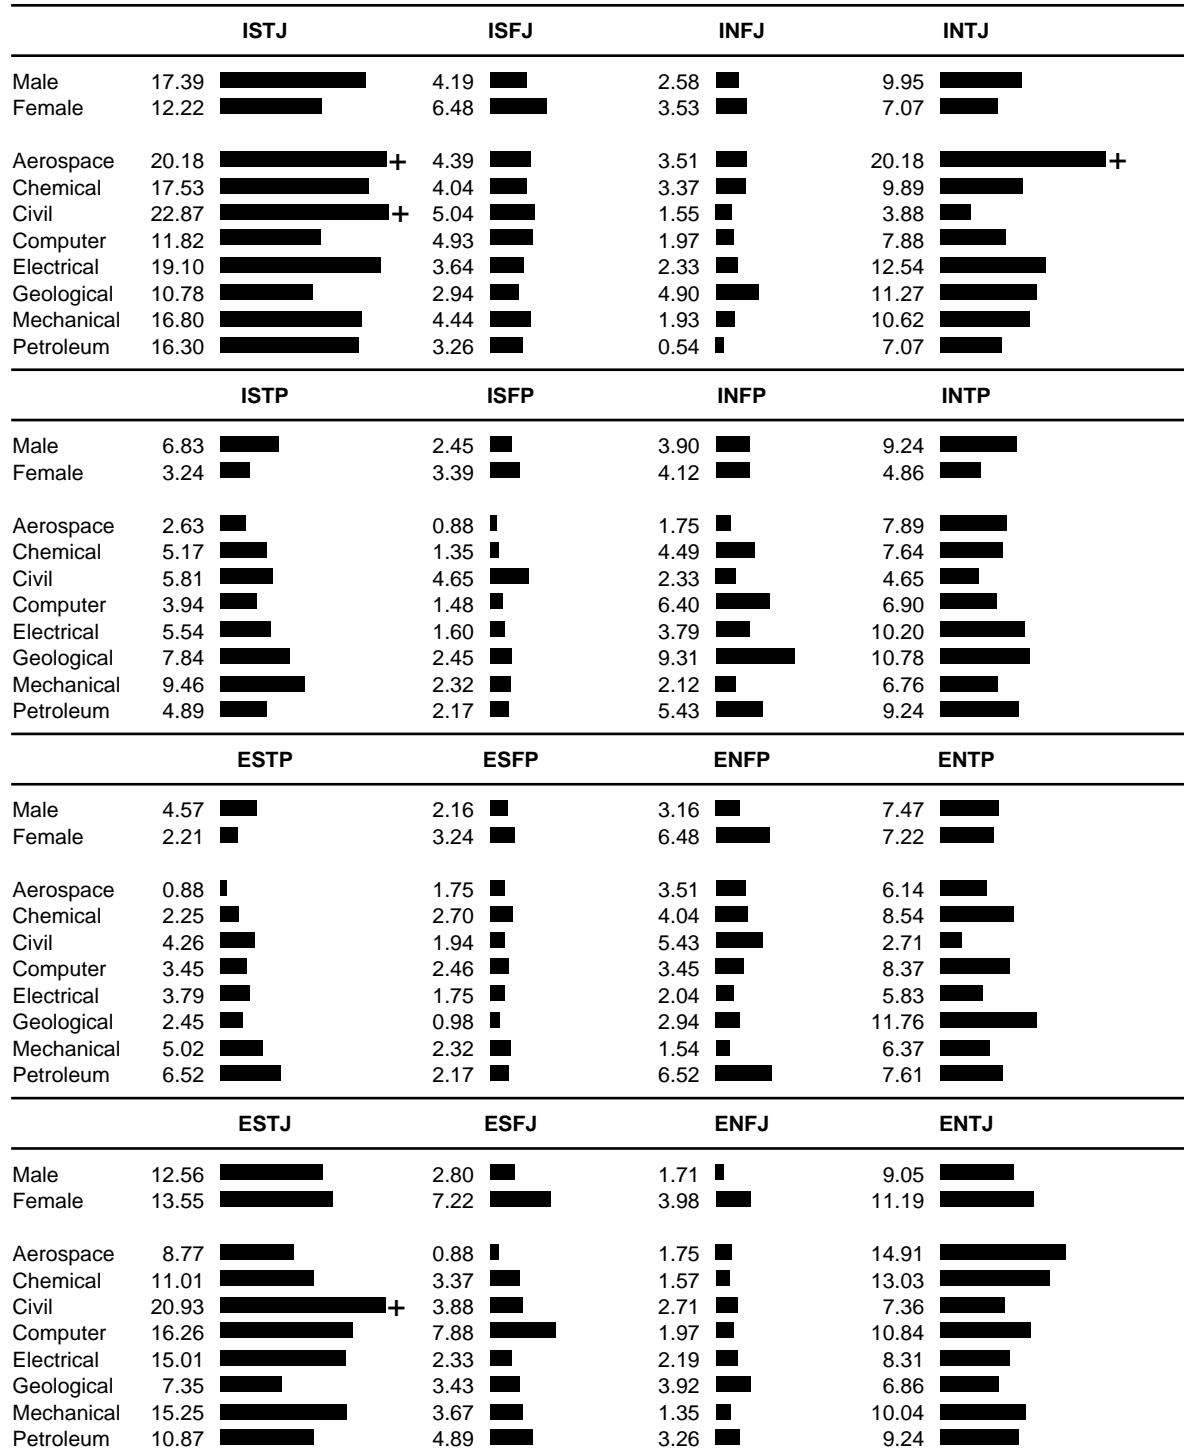 ISTJ ISFJ INFJ INTJ
Male 17.39 4.19 2.58 9.95
Female 12.22 6.48 3.53 7.07
Aerospace 20.18 + 4.39 3.51 20.18 +
Chemical 17.53 4.04 3.37 9.89
Civil 22.87 + 5.04 1.55 3.88
Computer 11.82 4.93 1.97 7.88
Electrical 19.10 3.64 2.33 12.54
Geological 10.78 2.94 4.90 11.27
Mechanical 16.80 4.44 1.93 10.62
Petroleum 16.30 3.26 0.54 7.07
ISTP ISFP INFP INTP
Male 6.83 2.45 3.90 9.24
Female 3.24 3.39 4.12 4.86
Aerospace 2.63 0.88 1.75 7.89
Chemical 5.17 1.35 4.49 7.64
Civil 5.81 4.65 2.33 4.65
Computer 3.94 1.48 6.40 6.90
Electrical 5.54 1.60 3.79 10.20
Geological 7.84 2.45 9.31 10.78
Mechanical 9.46 2.32 2.12 6.76
Petroleum 4.89 2.17 5.43 9.24
ESTP ESFP ENFP ENTP
Male 4.57 2.16 3.16 7.47
Female 2.21 3.24 6.48 7.22
Aerospace 0.88 1.75 3.51 6.14
Chemical 2.25 2.70 4.04 8.54
Civil 4.26 1.94 5.43 2.71
Computer 3.45 2.46 3.45 8.37
Electrical 3.79 1.75 2.04 5.83
Geological 2.45 0.98 2.94 11.76
Mechanical 5.02 2.32 1.54 6.37
Petroleum 6.52 2.17 6.52 7.61
ESTJ ESFJ ENFJ ENTJ
Male 12.56 2.80 1.71 9.05
Female 13.55 7.22 3.98 11.19
Aerospace 8.77 0.88 1.75 14.91
Chemical 11.01 3.37 1.57 13.03
Civil 20.93 + 3.88 2.71 7.36
Computer 16.26 7.88 1.97 10.84
Electrical 15.01 2.33 2.19 8.31
Geological 7.35 3.43 3.92 6.86
Mechanical 15.25 3.67 1.35 10.04
Petroleum 10.87 4.89 3.26 9.24